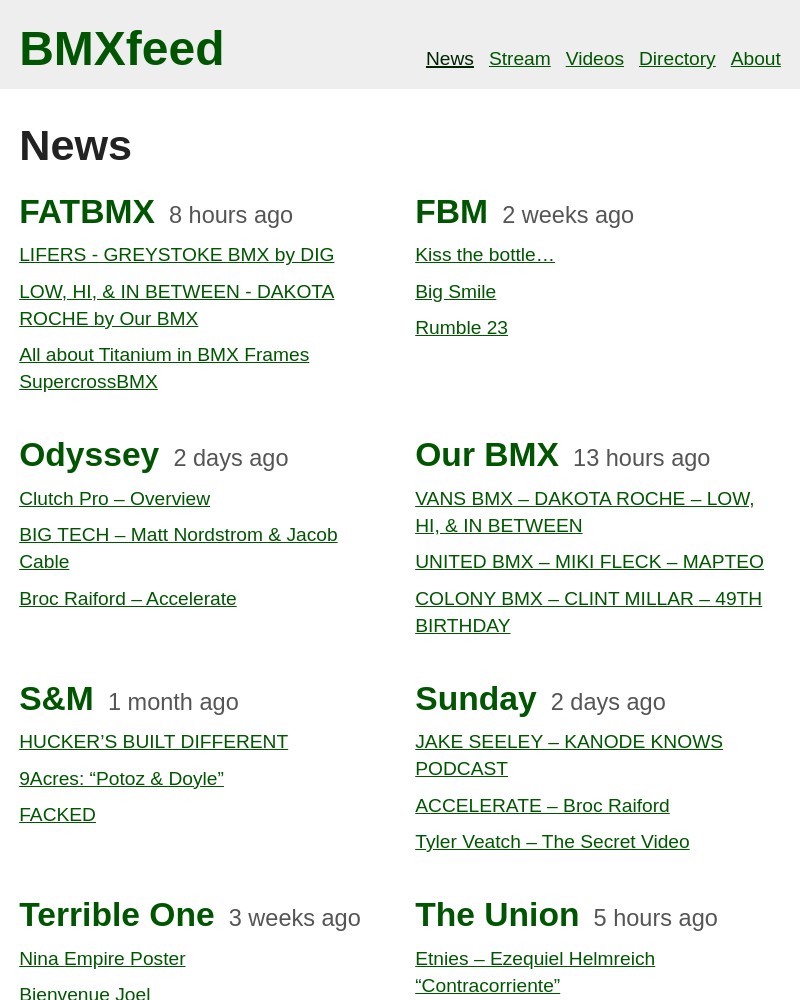 BMXfeed
News Stream Videos Directory About
News
FATBMX 8 hours ago
LIFERS - GREYSTOKE BMX by DIG
LOW, HI, & IN BETWEEN - DAKOTA
ROCHE by Our BMX
All about Titanium in BMX Frames
SupercrossBMX
FBM 2 weeks ago
Kiss the bottle…
Big Smile
Rumble 23
Odyssey 2 days ago
Clutch Pro – Overview
BIG TECH – Matt Nordstrom & Jacob
Cable
Broc Raiford – Accelerate
Our BMX 13 hours ago
VANS BMX – DAKOTA ROCHE – LOW,
HI, & IN BETWEEN
UNITED BMX – MIKI FLECK – MAPTEO
COLONY BMX – CLINT MILLAR – 49TH
BIRTHDAY
S&M 1 month ago
HUCKER’S BUILT DIFFERENT
9Acres: “Potoz & Doyle”
FACKED
Sunday 2 days ago
JAKE SEELEY – KANODE KNOWS
PODCAST
ACCELERATE – Broc Raiford
Tyler Veatch – The Secret Video
Terrible One 3 weeks ago
Nina Empire Poster
Bienvenue Joel
The Union 5 hours ago
Etnies – Ezequiel Helmreich
“Contracorriente”